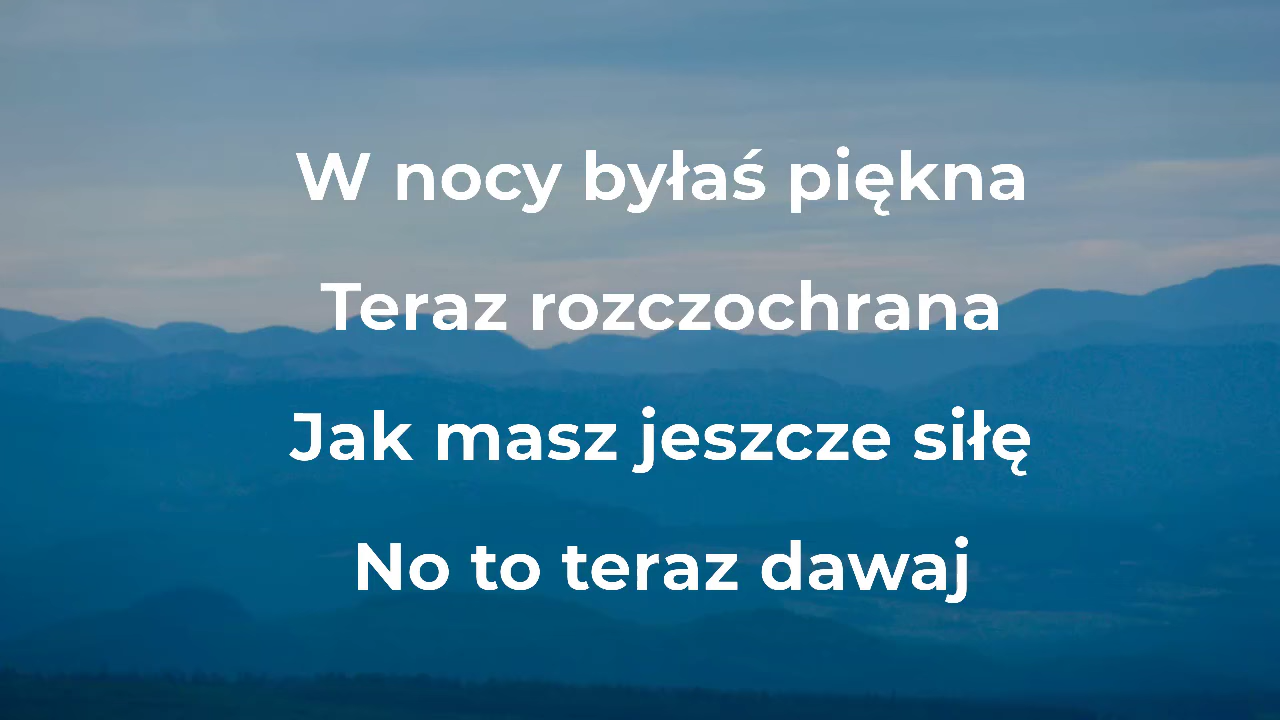 W nocy byłaś piękna
Teraz rozczochrana
Jak masz jeszcze siłę
No to teraz dawaj